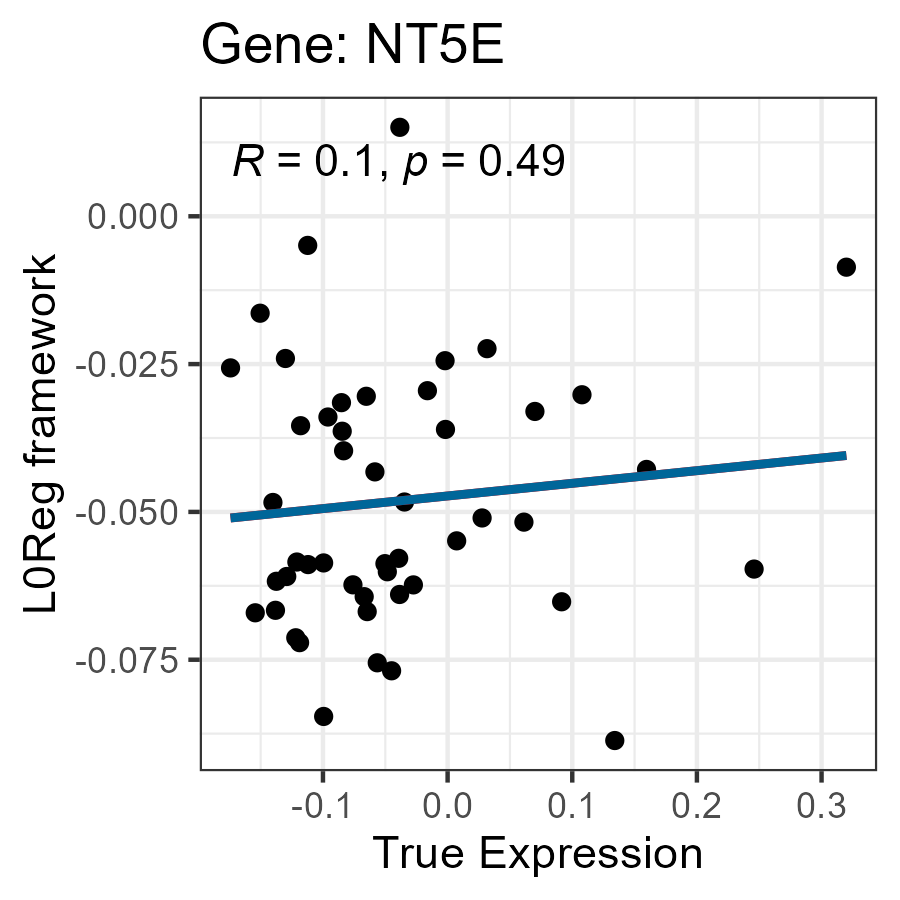 Gene: NT5E
R = 0.1, p = 0.49
0.000
-0.025
-0.050
-0.075
L0Reg framework
-0.1 0.0 0.1 0.2 0.3
True Expression